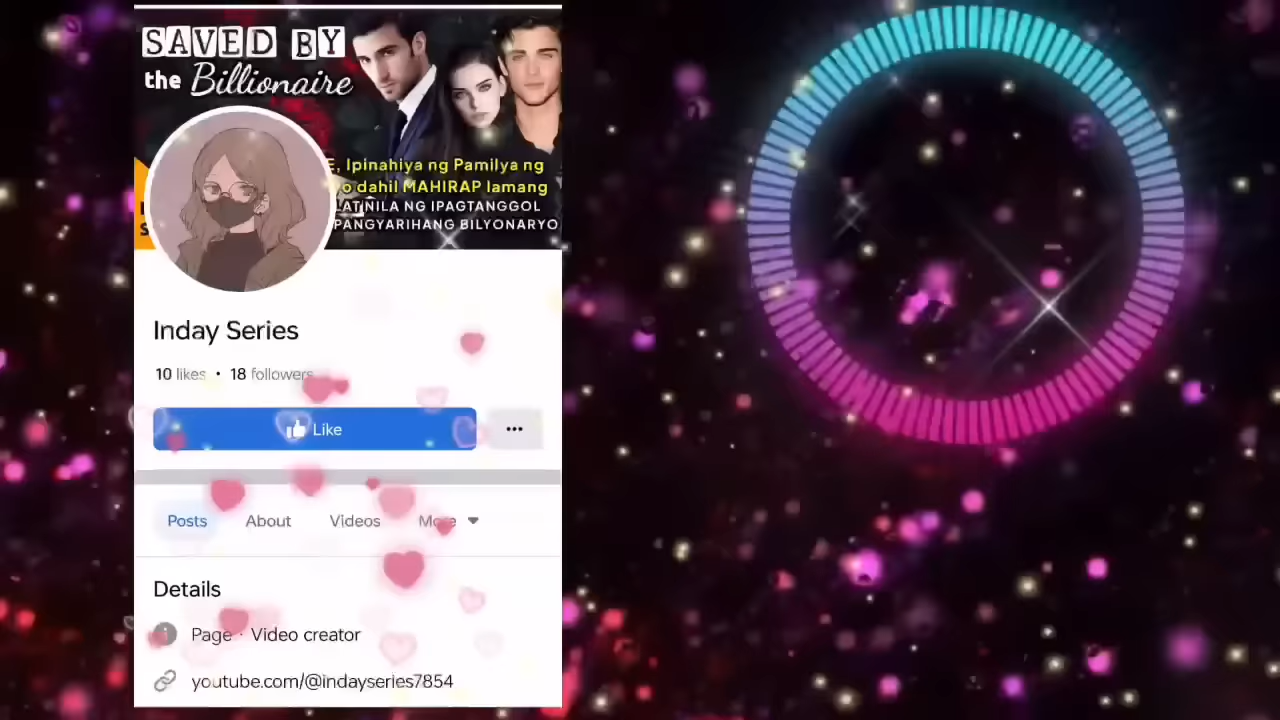 SAVED BY
the Billionaire
E, Ipinahiya ng Pamilya ng
o dahil MAHIRAP lamang
LAT NILA NG IPAGTANGGOL
PANGYARIHANG BILYONARYO
Inday Series
10 likes • 18 followers
Like
Posts About Videos More
Details
Page · Video creator
youtube.com/@indayseries7854